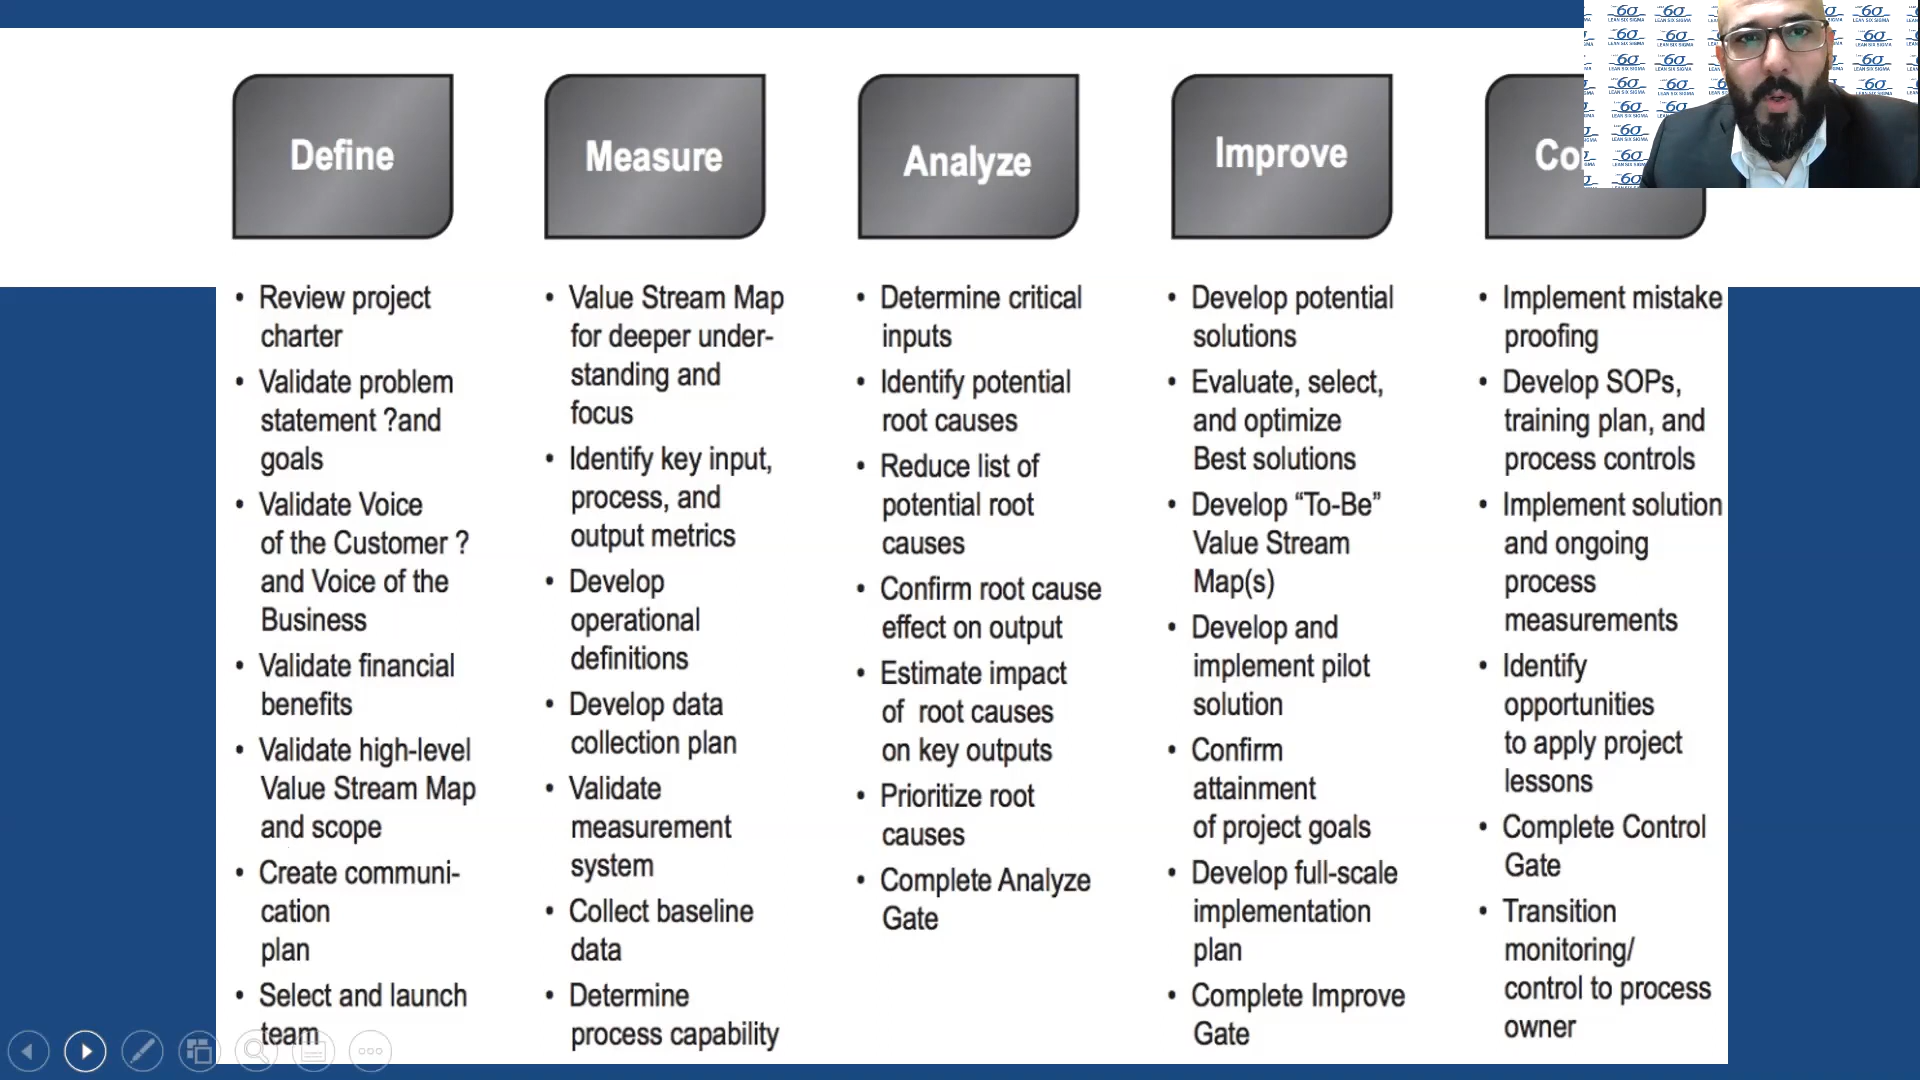 Define
Review project
charter
Validate problem
statement ?and
goals
Validate Voice
of the Customer ?
and Voice of the
Business
Validate financial
benefits
Validate high-level
Value Stream Map
and scope
Create communi-
cation
plan
Select and launch
team
Measure
Value Stream Map
for deeper under-
standing and
focus
Identify key input,
process, and
output metrics
Develop
operational
definitions
Develop data
collection plan
Validate
measurement
system
Collect baseline
data
Determine
process capability
Analyze
Determine critical
inputs
Identify potential
root causes
Reduce list of
potential root
causes
Confirm root cause
effect on output
Estimate impact
of root causes
on key outputs
Prioritize root
causes
Complete Analyze
Gate
Improve
Develop potential
solutions
Evaluate, select,
and optimize
Best solutions
Develop “To-Be”
Value Stream
Map(s)
Develop and
implement pilot
solution
Confirm
attainment
of project goals
Develop full-scale
implementation
plan
Complete Improve
Gate
Co
Implement mistake
proofing
Develop SOPs,
training plan, and
process controls
Implement solution
and ongoing
process
measurements
Identify
opportunities
to apply project
lessons
Complete Control
Gate
Transition
monitoring/
control to process
owner
6σ
LEAN SIX SIGMA